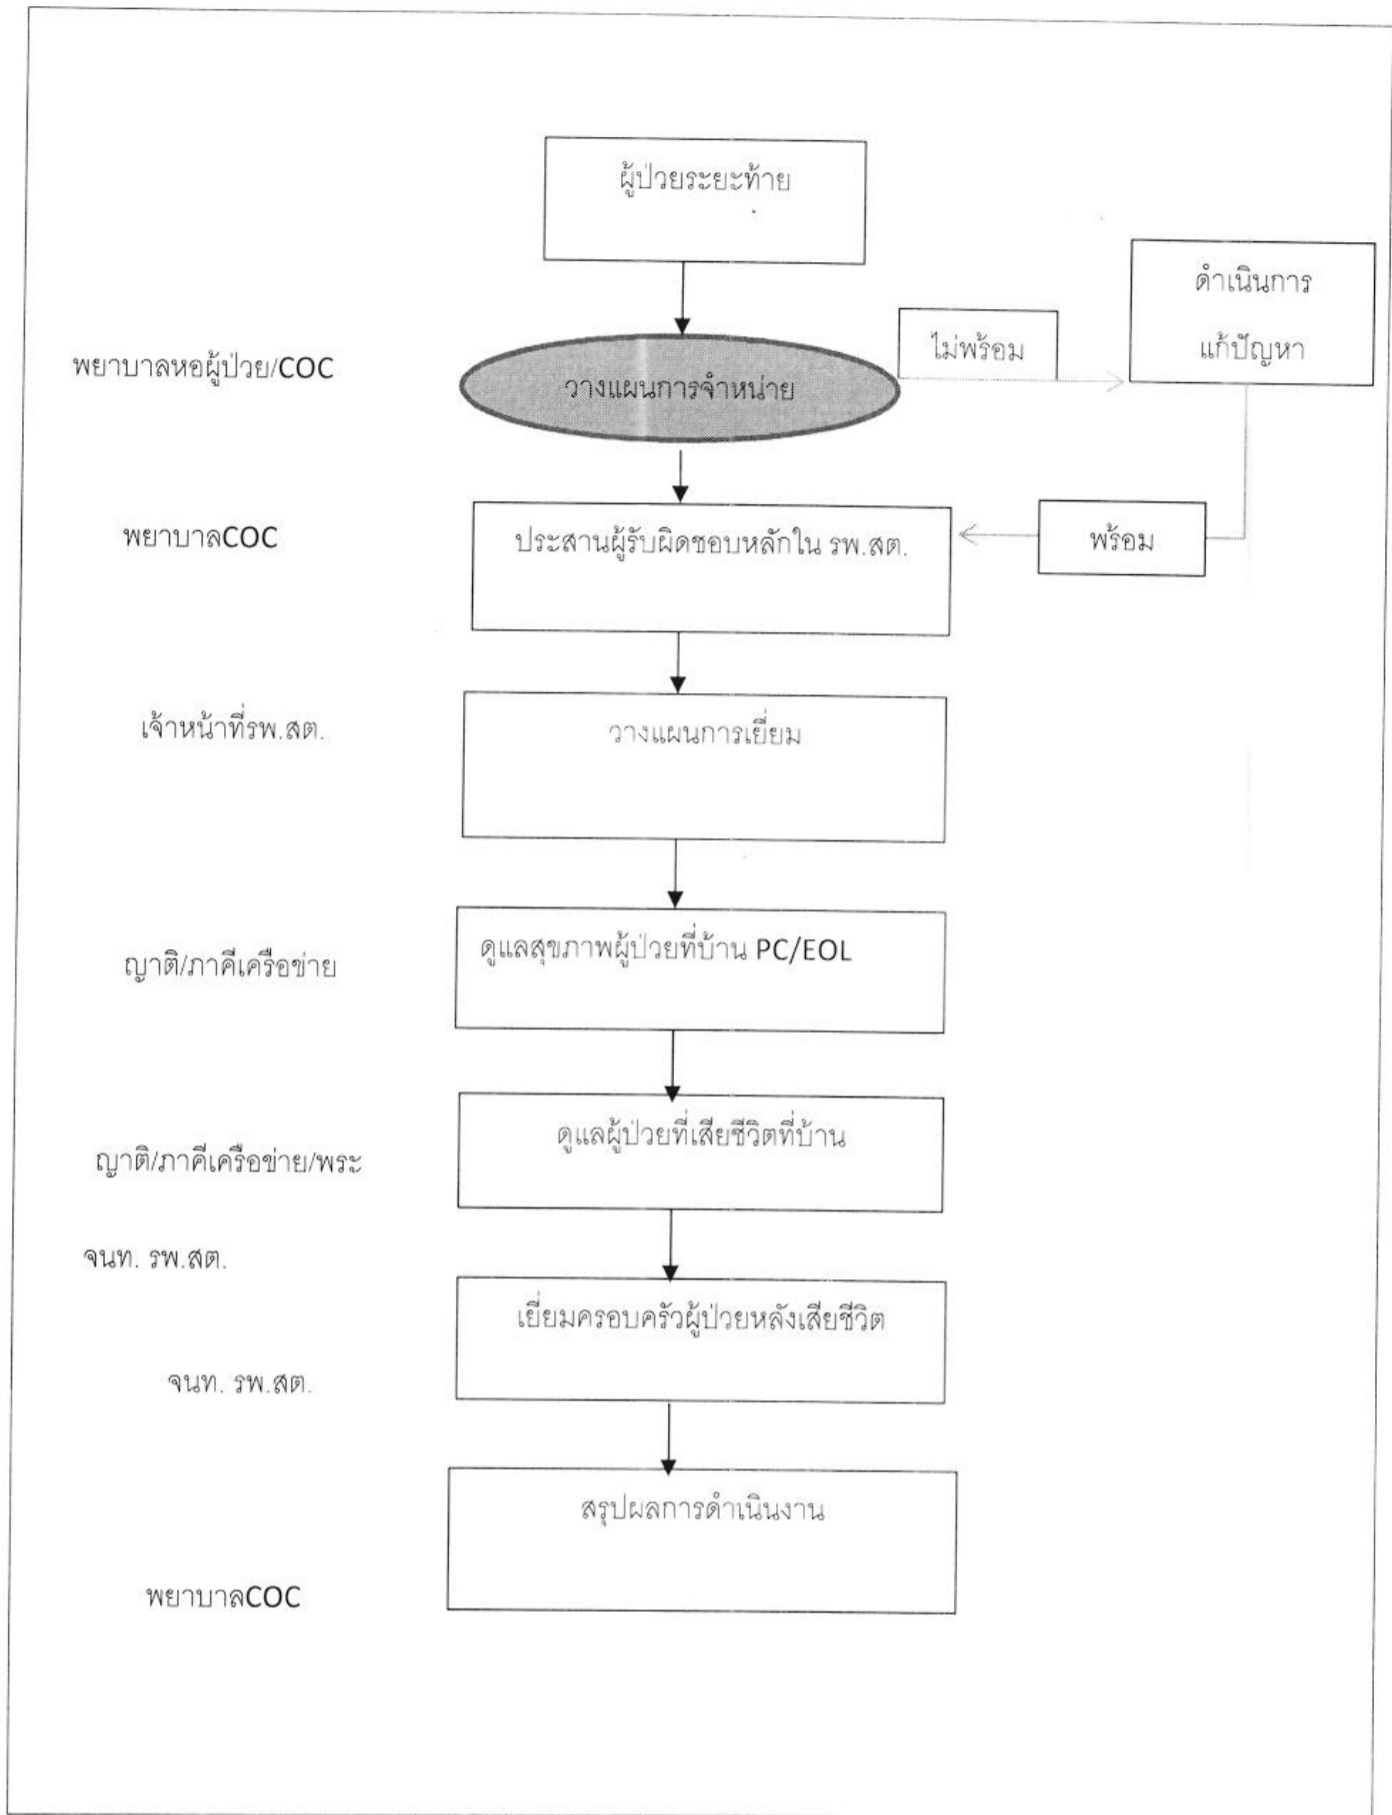 ผู้ป่วยระยะท้าย
ดำเนินการ
แก้ปัญหา
ไม่พร้อม
พยาบาลหอผู้ป่วย/COC
วางแผนการจำหน่าย
พยาบาลCOC
ประสานผู้รับผิดชอบหลักใน รพ.สต.
พร้อม
เจ้าหน้าที่รพ.สต.
วางแผนการเยี่ยม
ญาติ/ภาคีเครือข่าย
ดูแลสุขภาพผู้ป่วยที่บ้าน PC/EOL
ญาติ/ภาคีเครือข่าย/พระ
ดูแลผู้ป่วยที่เสียชีวิตที่บ้าน
จนท. รพ.สต.
เยี่ยมครอบครัวผู้ป่วยหลังเสียชีวิต
จนท. รพ.สต.
สรุปผลการดำเนินงาน
พยาบาลCOC